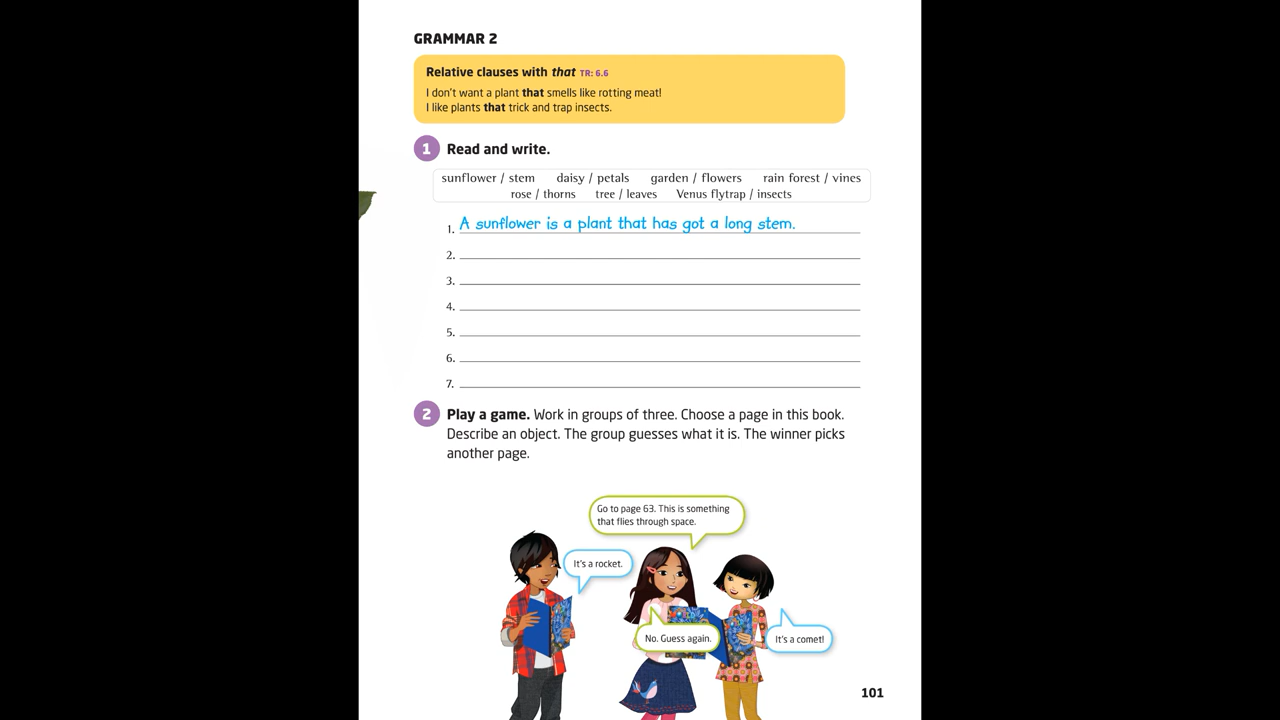 GRAMMAR 2
Relative clauses with that TR: 6.6
I don't want a plant that smells like rotting meat!
I like plants that trick and trap insects.
1 Read and write.
sunflower / stem daisy / petals garden / flowers rain forest / vines
rose / thorns tree / leaves Venus flytrap / insects
1. A sunflower is a plant that has got a long stem.
2.
3.
4.
5.
6.
7.
2 Play a game. Work in groups of three. Choose a page in this book.
Describe an object. The group guesses what it is. The winner picks
another page.
Go to page 63. This is something
that flies through space.
It's a rocket.
No. Guess again.
It's a comet!
101